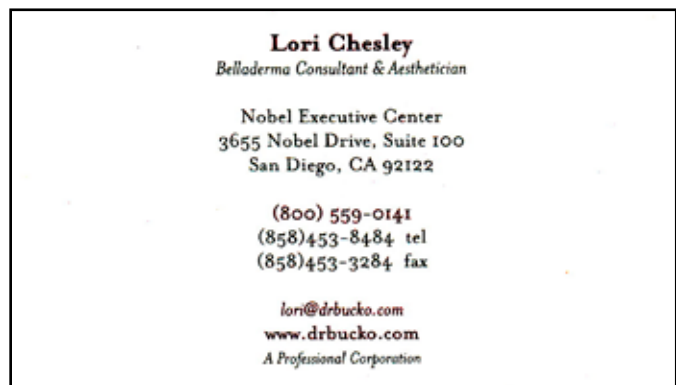 Lori Chesley
Belladerma Consultant & Aesthetician
Nobel Executive Center
3655 Nobel Drive, Suite 100
San Diego, CA 92122
(800) 559-0141
(858)453-8484 tel
(858)453-3284 fax
lori@drbucko.com
www.drbucko.com
A Professional Corporation